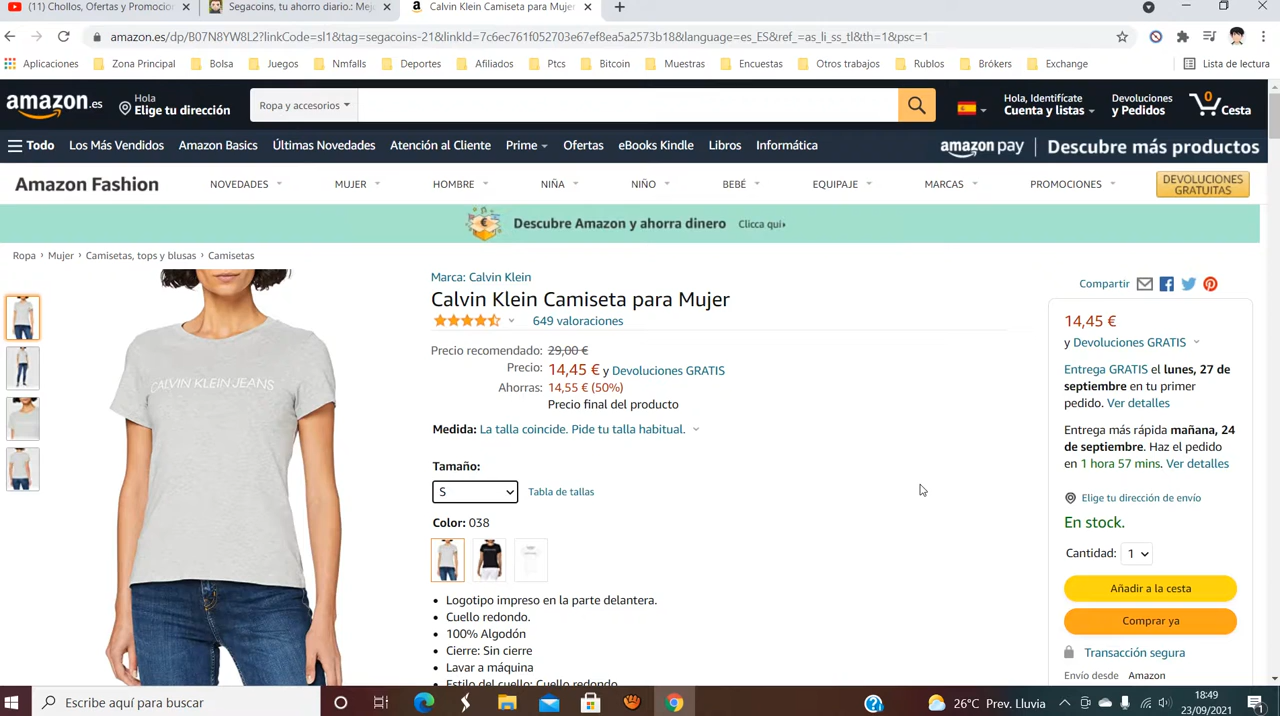 (11) Chollos, Ofertas y Promocio
Segacoins, tu ahorro diario.: Mej
Calvin Klein Camiseta para Mujer
amazon.es/dp/B07N8YW8L2?linkCode=sl1&tag=segacoins-21&linkId=7c6ec761f052703e67ef8ea5a2573b18&language=es_ES&ref_=as_li_ss_tl&th=1&psc=1
Aplicaciones Zona Principal Bolsa Juegos Nmfalls Deportes Afiliados Ptcs Bitcoin Muestras Encuestas Otros trabajos Rublos Brókers Exchange Lista de lectura
amazon.es
Hola
Elige tu dirección
Ropa y accesorios
Hola, Identifícate
Cuenta y listas
Devoluciones
y Pedidos
0
Cesta
Todo Los Más Vendidos Amazon Basics Últimas Novedades Atención al Cliente Prime Ofertas eBooks Kindle Libros Informática amazon pay Descubre más productos
Amazon Fashion NOVEDADES MUJER HOMBRE NIÑA NIÑO BEBÉ EQUIPAJE MARCAS PROMOCIONES
DEVOLUCIONES
GRATUITAS
Descubre Amazon y ahorra dinero Clicca qui
Ropa › Mujer › Camisetas, tops y blusas › Camisetas
CALVIN KLEIN JEANS
Marca: Calvin Klein
Calvin Klein Camiseta para Mujer
649 valoraciones
Precio recomendado: 29,00 €
Precio: 14,45 € y Devoluciones GRATIS
Ahorras: 14,55 € (50%)
Precio final del producto
Medida: La talla coincide. Pide tu talla habitual.
Tamaño:
S Tabla de tallas
Color: 038
• Logotipo impreso en la parte delantera.
• Cuello redondo.
• 100% Algodón
• Cierre: Sin cierre
• Lavar a máquina
• Estilo del cuello: Cuello redondo
Compartir
14,45 €
y Devoluciones GRATIS
Entrega GRATIS el lunes, 27 de
septiembre en tu primer
pedido. Ver detalles
Entrega más rápida mañana, 24
de septiembre. Haz el pedido
en 1 hora 57 mins. Ver detalles
Elige tu dirección de envío
En stock.
Cantidad: 1
Añadir a la cesta
Comprar ya
Transacción segura
Envío desde Amazon
Escribe aquí para buscar
26°C Prev. Lluvia
18:49
23/09/2021
1